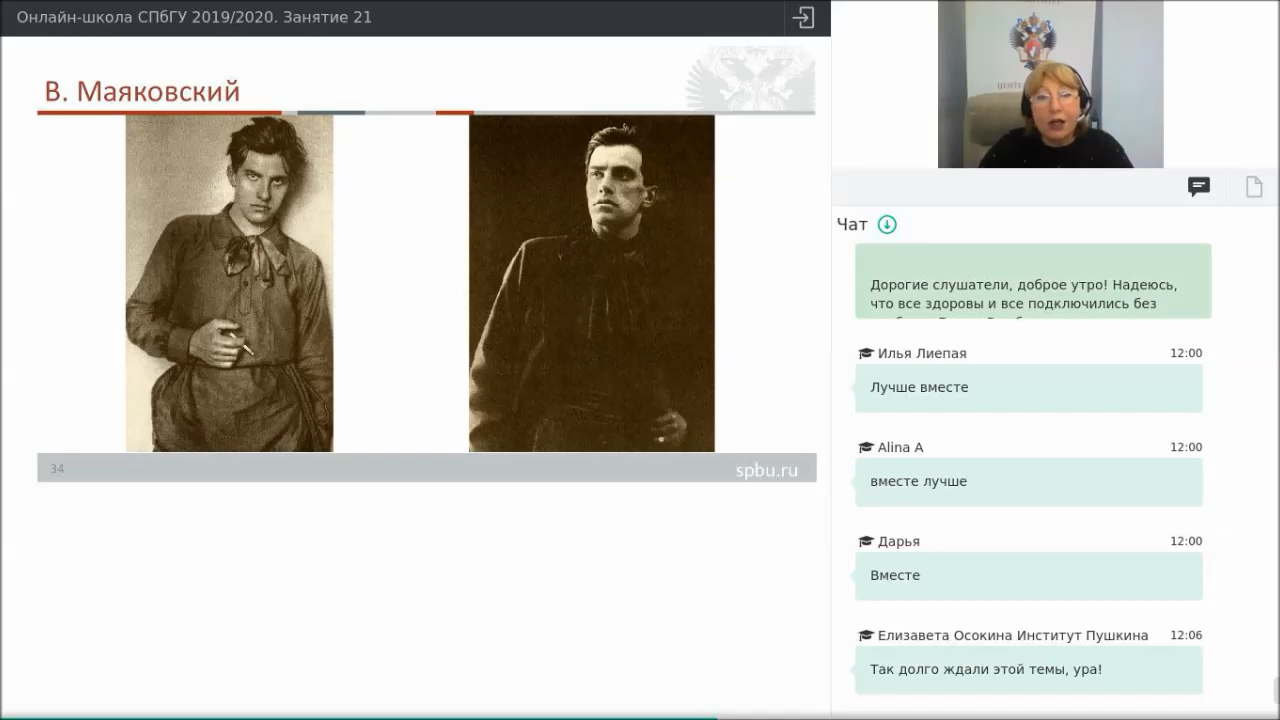 Онлайн-школа СПбГУ 2019/2020. Занятие 21
В. Маяковский
34
spbu.ru
Чат
Дорогие слушатели, доброе утро! Надеюсь,
что все здоровы и все подключились без
Илья Лиепая 12:00
Лучше вместе
Alina A 12:00
вместе лучше
Дарья 12:00
Вместе
Елизавета Осокина Институт Пушкина 12:06
Так долго ждали этой темы, ура!